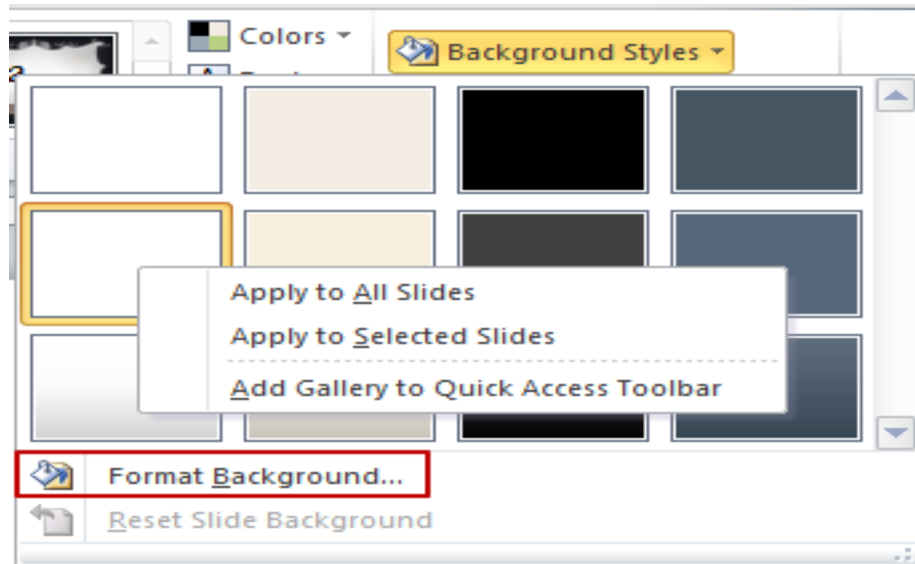 Colors
Background Styles
Apply to All Slides
Apply to Selected Slides
Add Gallery to Quick Access Toolbar
Format Background...
Reset Slide Background